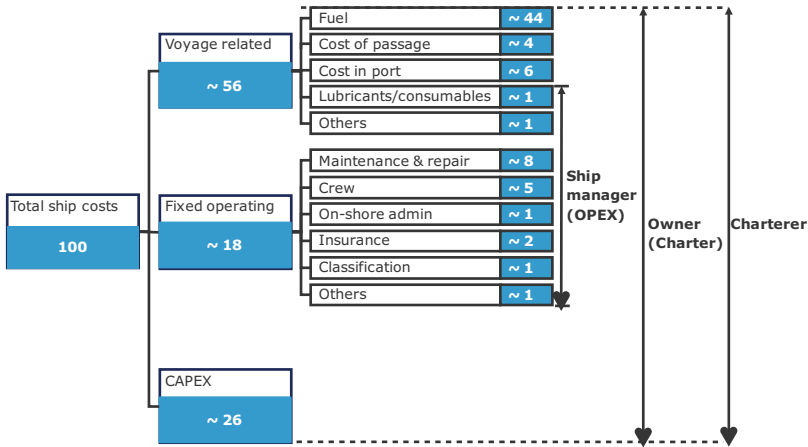 Total ship costs
100
Voyage related
~ 56
Fuel ~ 44
Cost of passage ~ 4
Cost in port ~ 6
Lubricants/consumables ~ 1
Others ~ 1
Fixed operating
~ 18
Maintenance & repair ~ 8
Crew ~ 5
On-shore admin ~ 1
Insurance ~ 2
Classification ~ 1
Others ~ 1
CAPEX
~ 26
Ship
manager
(OPEX)
Owner
(Charter)
Charterer